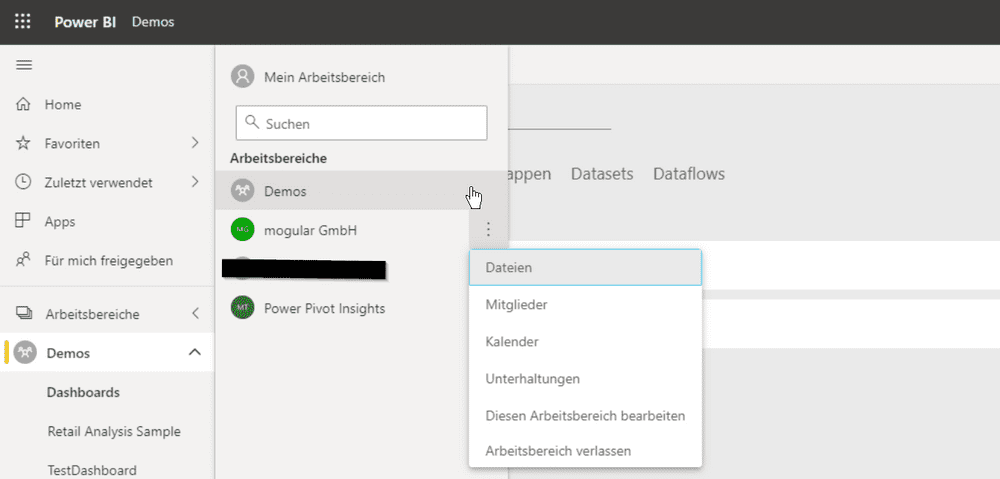 Power BI Demos
Home
Favoriten
Zuletzt verwendet
Apps
Für mich freigegeben
Arbeitsbereiche
Demos
Dashboards
Retail Analysis Sample
TestDashboard
Mein Arbeitsbereich
Suchen
Arbeitsbereiche
Demos
MG mogular GmbH
MT Power Pivot Insights
Dateien
Mitglieder
Kalender
Unterhaltungen
Diesen Arbeitsbereich bearbeiten
Arbeitsbereich verlassen
appen Datasets Dataflows